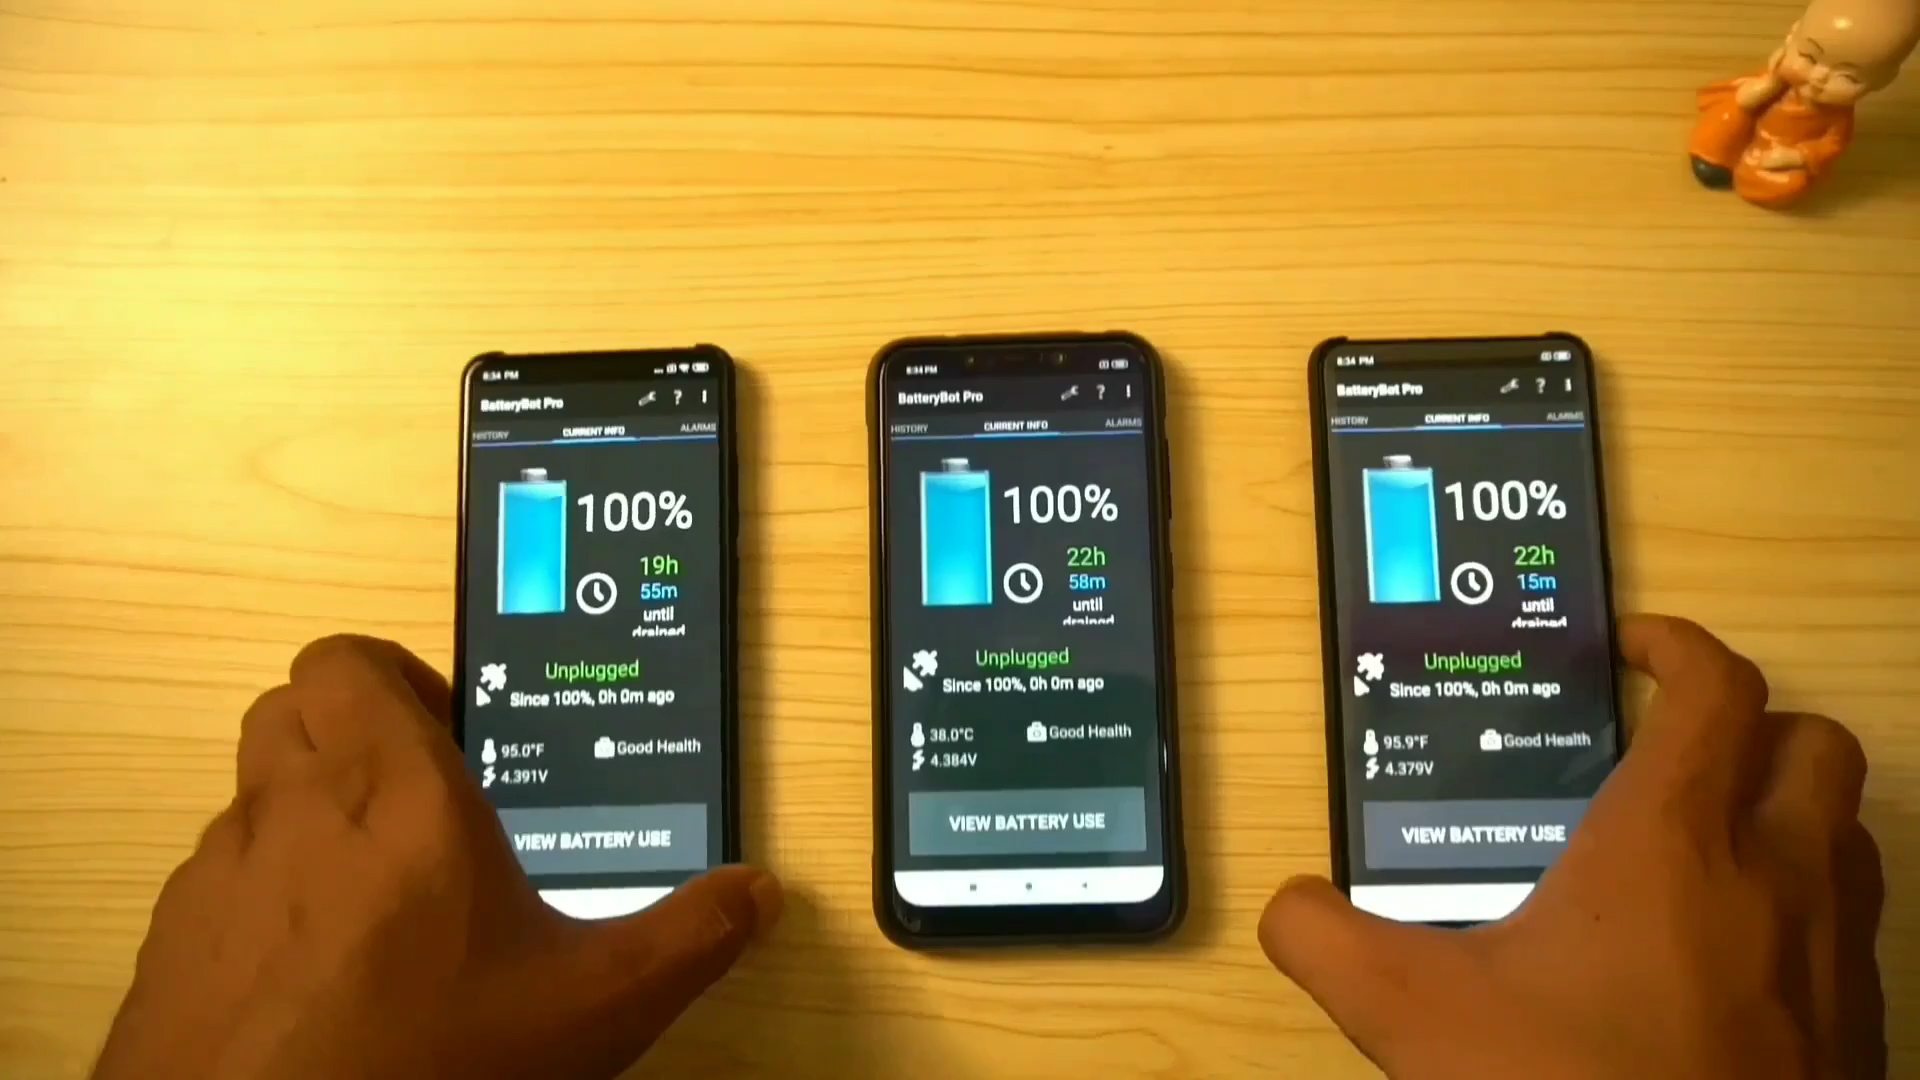 8:34 PM
BatteryBot Pro ?
HISTORY CURRENT INFO ALARMS
100%
19h
55m
until
drained
Unplugged
Since 100%, 0h 0m ago
95.0°F
Good Health
4.391V
VIEW BATTERY USE
8:34 PM
BatteryBot Pro ?
HISTORY CURRENT INFO ALARMS
100%
22h
58m
until
drained
Unplugged
Since 100%, 0h 0m ago
38.0°C
Good Health
4.384V
VIEW BATTERY USE
8:34 PM
BatteryBot Pro ?
HISTORY CURRENT INFO ALARMS
100%
22h
15m
until
drained
Unplugged
Since 100%, 0h 0m ago
95.9°F
Good Health
4.379V
VIEW BATTERY USE